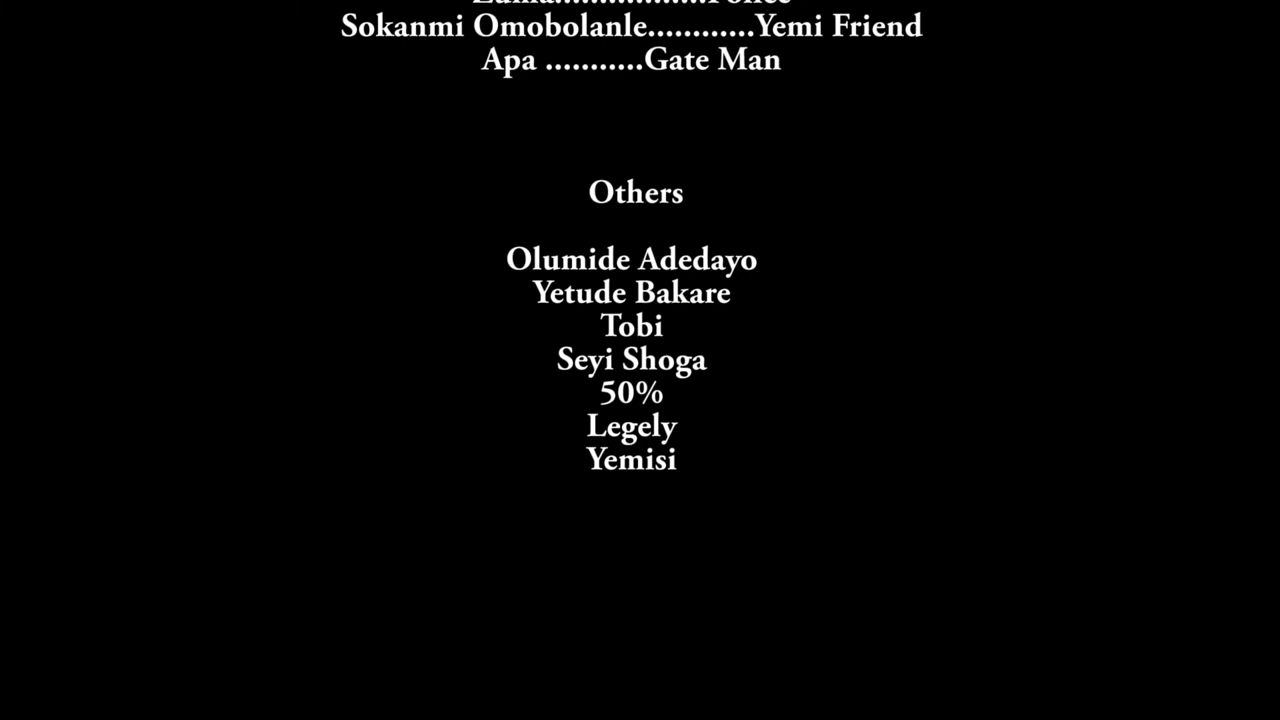 Sokanmi Omobolanle............Yemi Friend
Apa ...........Gate Man
Others
Olumide Adedayo
Yetude Bakare
Tobi
Seyi Shoga
50%
Legely
Yemisi